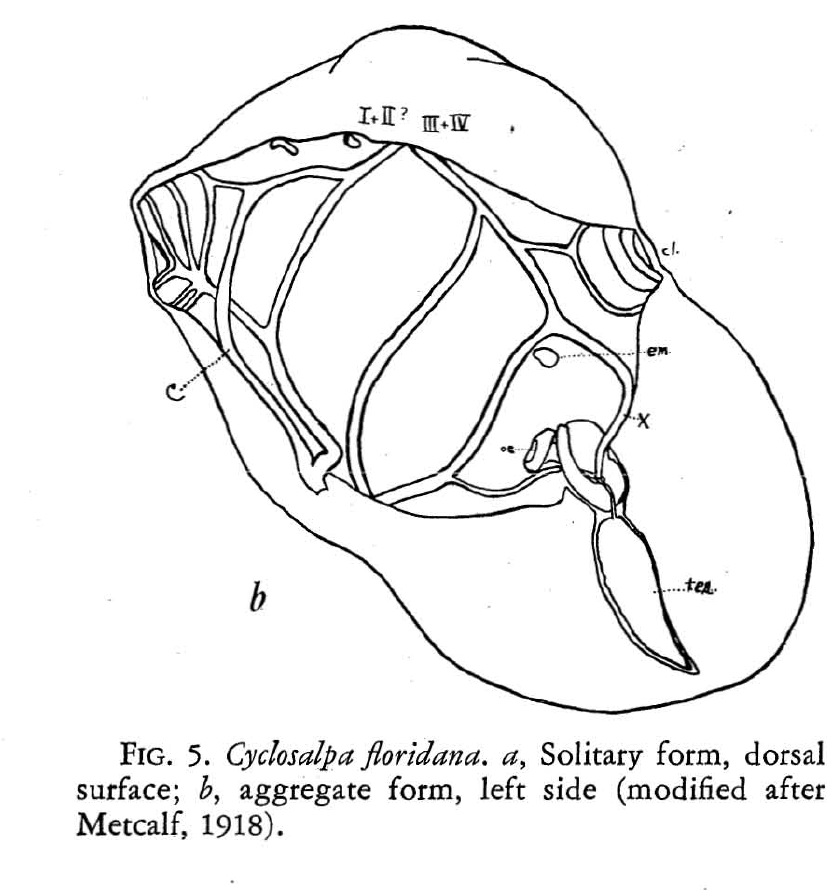 I+II? III+IV
cl.
em
C
X
oe
tes.
b
FIG. 5. Cyclosalpa floridana. a, Solitary form, dorsal
surface; b, aggregate form, left side (modified after
Metcalf, 1918).